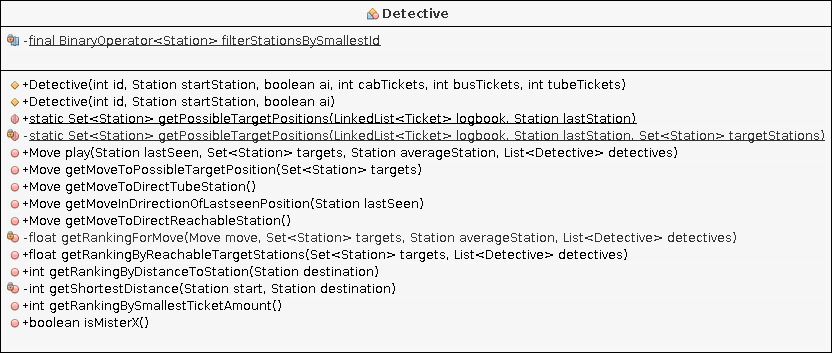 Detective
-final BinaryOperator<Station> filterStationsBySmallestId
+Detective(int id, Station startStation, boolean ai, int cabTickets, int busTickets, int tubeTickets)
+Detective(int id, Station startStation, boolean ai)
+static Set<Station> getPossibleTargetPositions(LinkedList<Ticket> logbook, Station lastStation)
-static Set<Station> getPossibleTargetPositions(LinkedList<Ticket> logbook, Station lastStation, Set<Station> targetStations)
+Move play(Station lastSeen, Set<Station> targets, Station averageStation, List<Detective> detectives)
+Move getMoveToPossibleTargetPosition(Set<Station> targets)
+Move getMoveToDirectTubeStation()
+Move getMoveInDrirectionOfLastseenPosition(Station lastSeen)
+Move getMoveToDirectReachableStation()
-float getRankingForMove(Move move, Set<Station> targets, Station averageStation, List<Detective> detectives)
+float getRankingByReachableTargetStations(Set<Station> targets, List<Detective> detectives)
+int getRankingByDistanceToStation(Station destination)
-int getShortestDistance(Station start, Station destination)
+int getRankingBySmallestTicketAmount()
+boolean isMisterX()